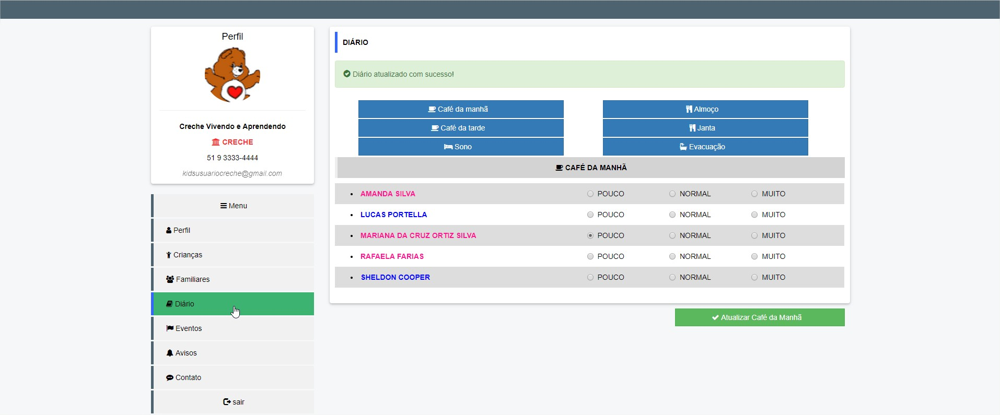 Perfil
Creche Vivendo e Aprendendo
CRECHE
51 9 3333-4444
kidsusuariocreche@gmail.com
Menu
Perfil
Crianças
Familiares
Diário
Eventos
Avisos
Contato
sair
DIÁRIO
Diário atualizado com sucesso!
Café da manhã Almoço
Café da tarde Janta
Sono Evacuação
CAFÉ DA MANHÃ
AMANDA SILVA POUCO NORMAL MUITO
LUCAS PORTELLA POUCO NORMAL MUITO
MARIANA DA CRUZ ORTIZ SILVA POUCO NORMAL MUITO
RAFAELA FARIAS POUCO NORMAL MUITO
SHELDON COOPER POUCO NORMAL MUITO
Atualizar Café da Manhã